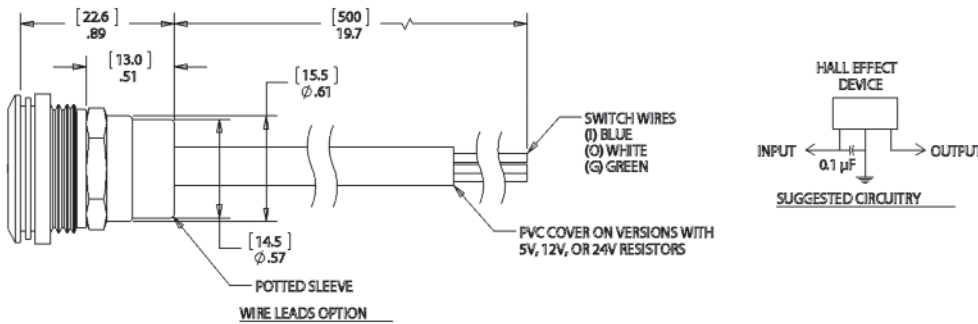 [22.6]
.89
[500]
19.7
[13.0]
.51
[15.5]
Ø.61
[14.5]
Ø.57
SWITCH WIRES
(I) BLUE
(O) WHITE
(G) GREEN
PVC COVER ON VERSIONS WITH
5V, 12V, OR 24V RESISTORS
POTTED SLEEVE
WIRE LEADS OPTION
HALL EFFECT
DEVICE
INPUT
OUTPUT
0.1 µF
SUGGESTED CIRCUITRY